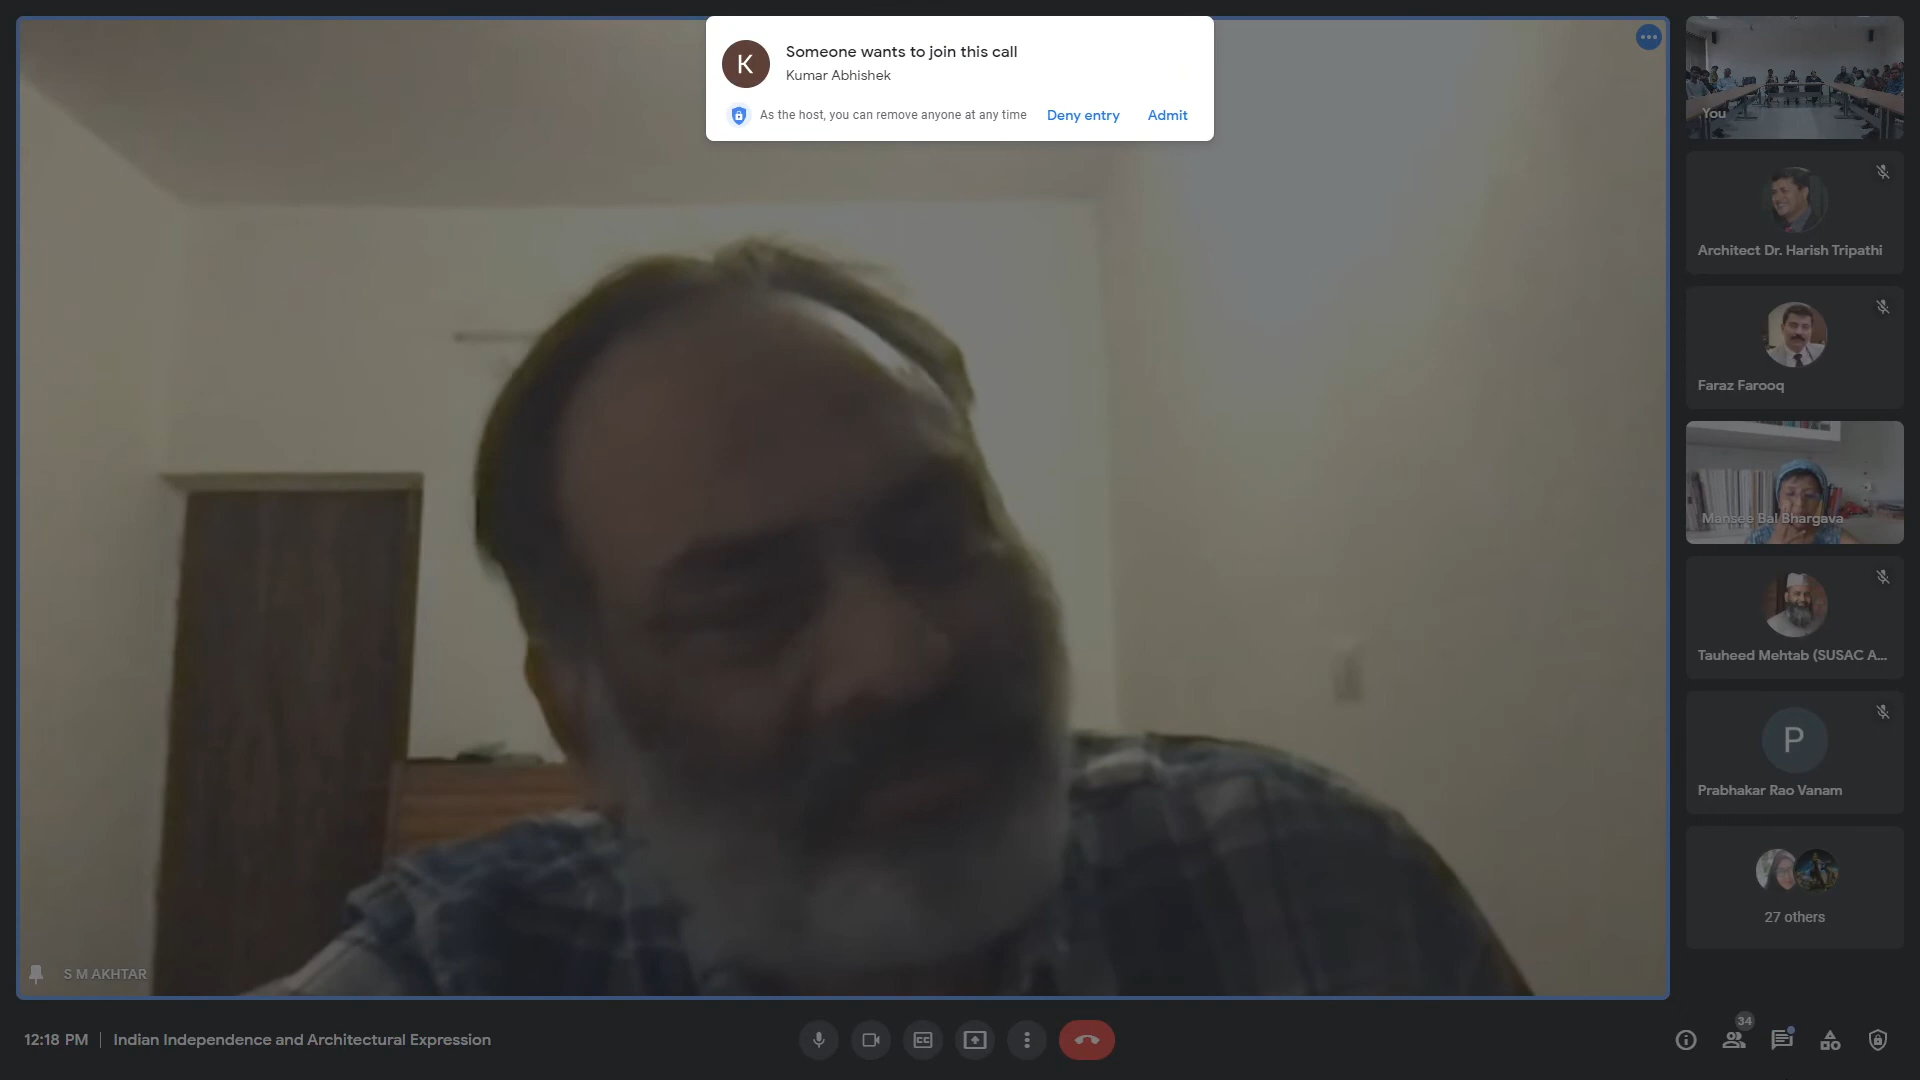 K
Someone wants to join this call
Kumar Abhishek
As the host, you can remove anyone at any time
Deny entry
Admit
You
Architect Dr. Harish Tripathi
Faraz Farooq
Mansee Bal Bhargava
Tauheed Mehtab (SUSAC A...
P
Prabhakar Rao Vanam
27 others
S M AKHTAR
12:18 PM | Indian Independence and Architectural Expression
CC
34